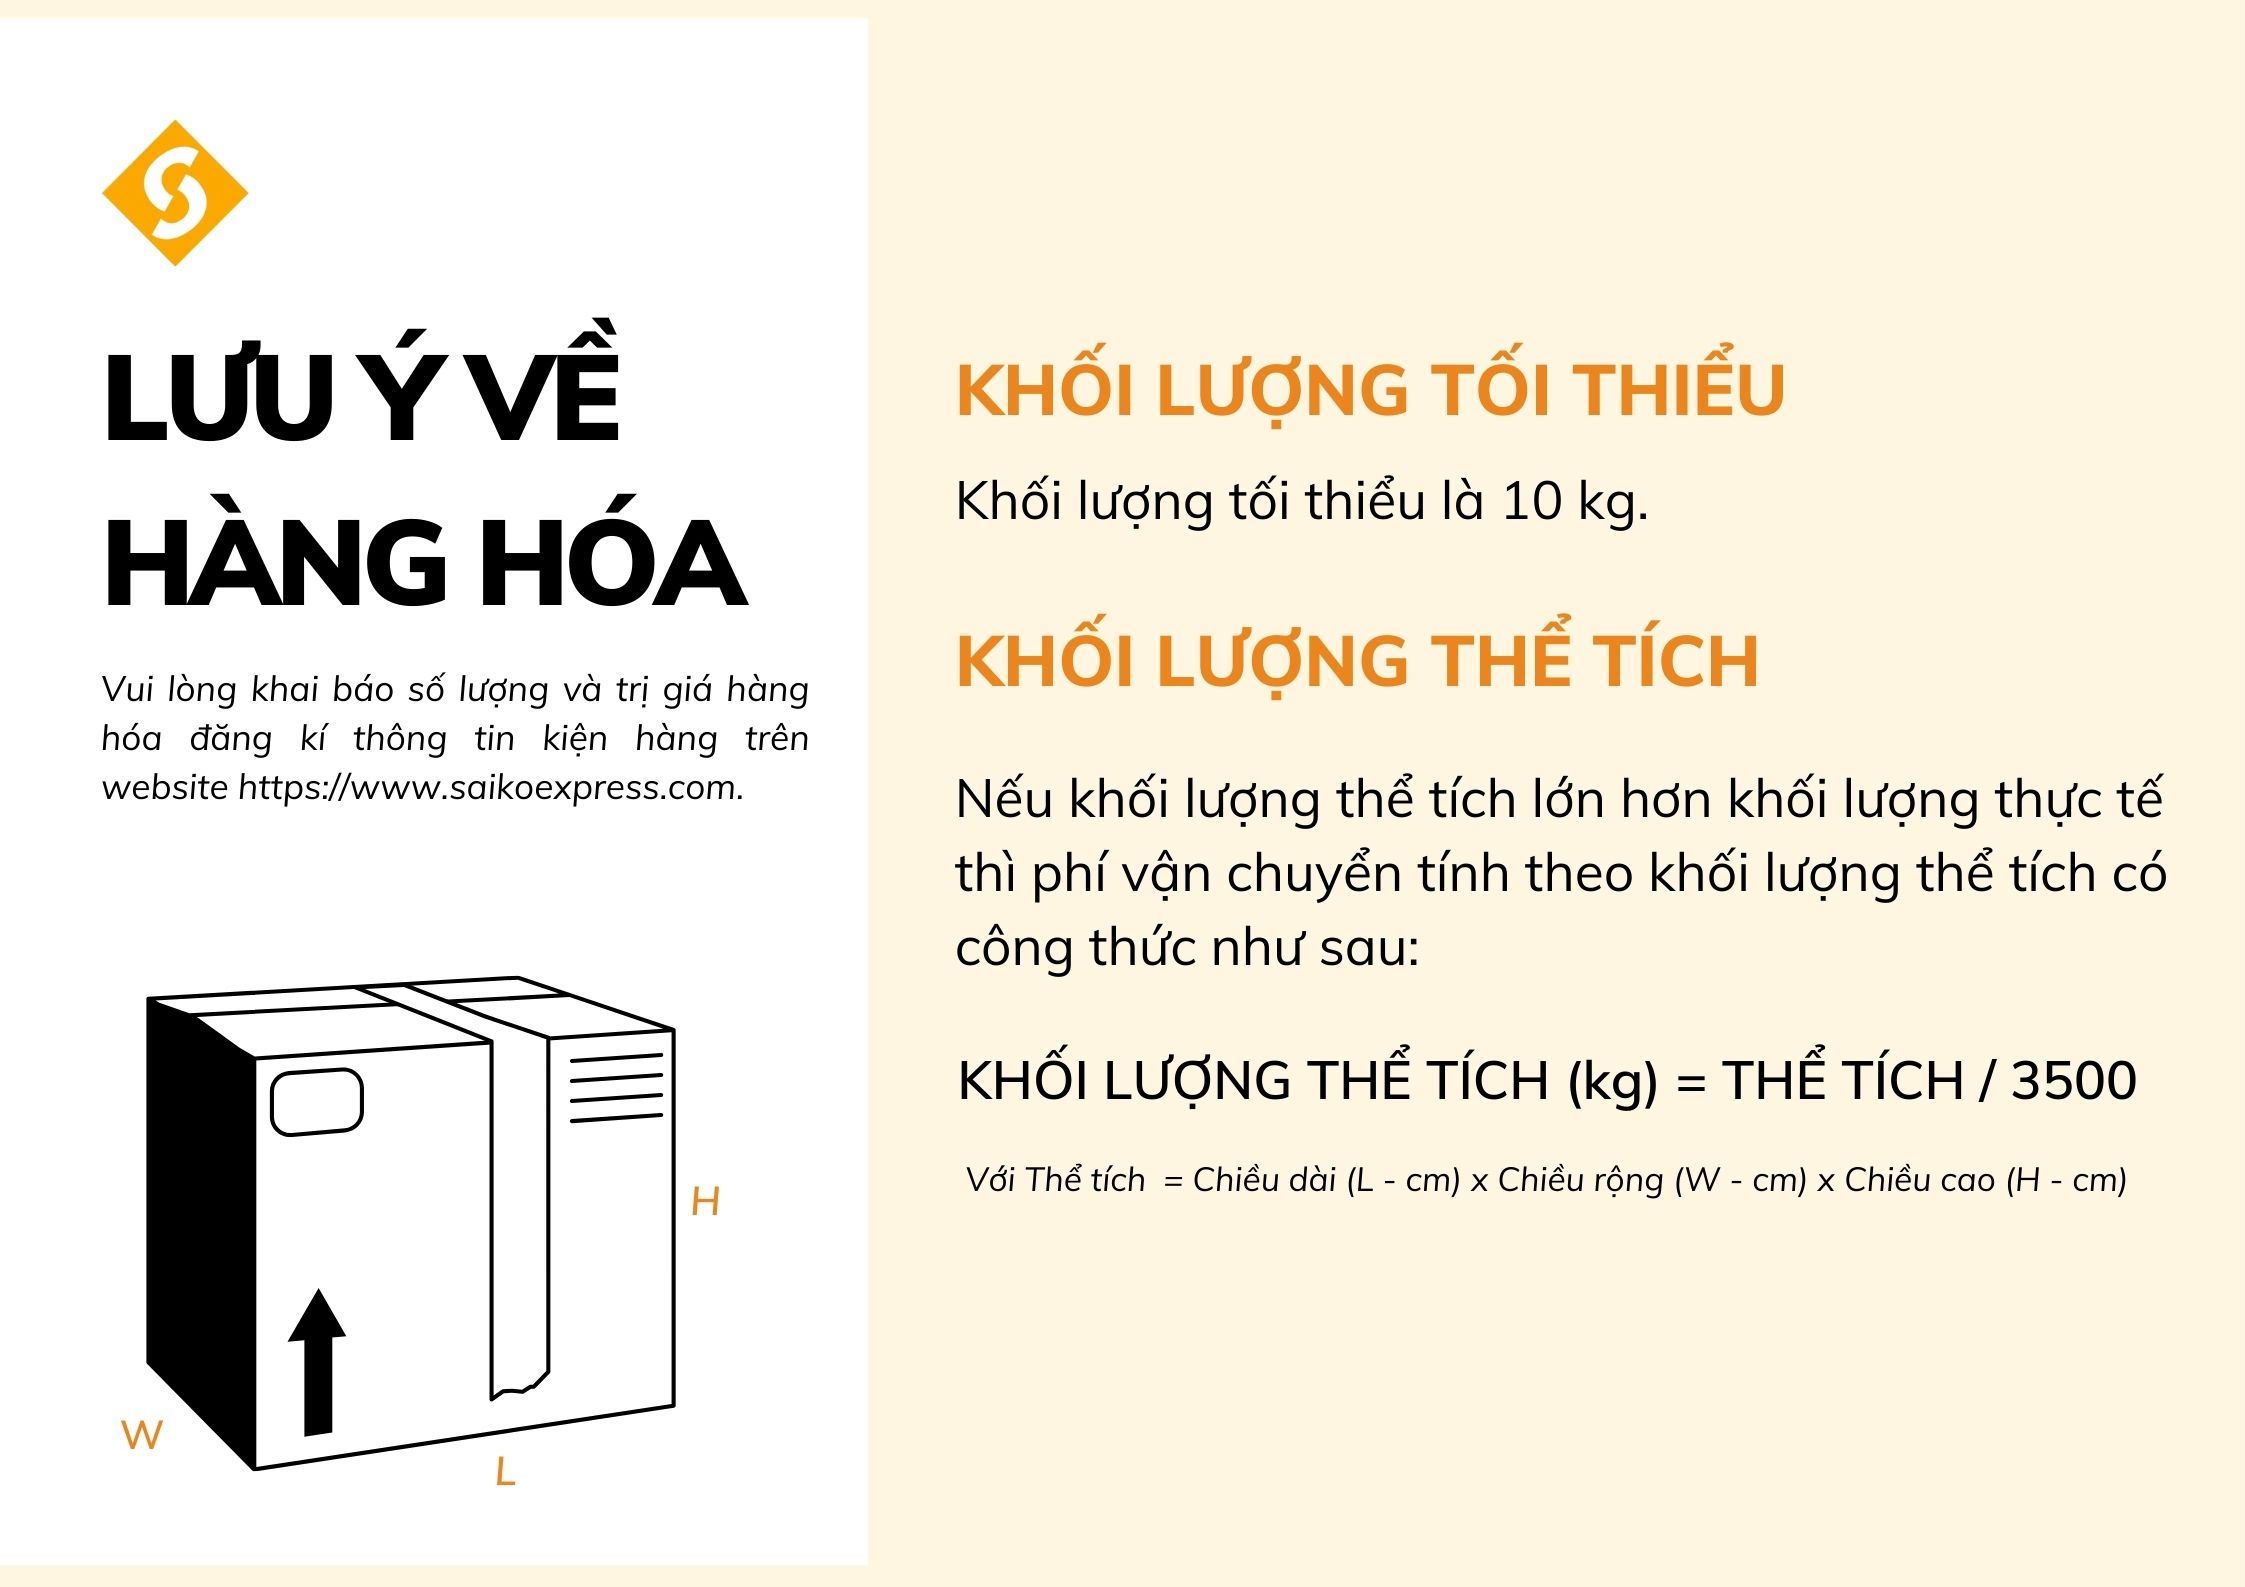 LƯU Ý VỀ
HÀNG HÓA
Vui lòng khai báo số lượng và trị giá hàng
hóa đăng kí thông tin kiện hàng trên
website https://www.saikoexpress.com.
H
W
L
KHỐI LƯỢNG TỐI THIỂU
Khối lượng tối thiểu là 10 kg.
KHỐI LƯỢNG THỂ TÍCH
Nếu khối lượng thể tích lớn hơn khối lượng thực tế
thì phí vận chuyển tính theo khối lượng thể tích có
công thức như sau:
KHỐI LƯỢNG THỂ TÍCH (kg) = THỂ TÍCH / 3500
Với Thể tích = Chiều dài (L - cm) x Chiều rộng (W - cm) x Chiều cao (H - cm)